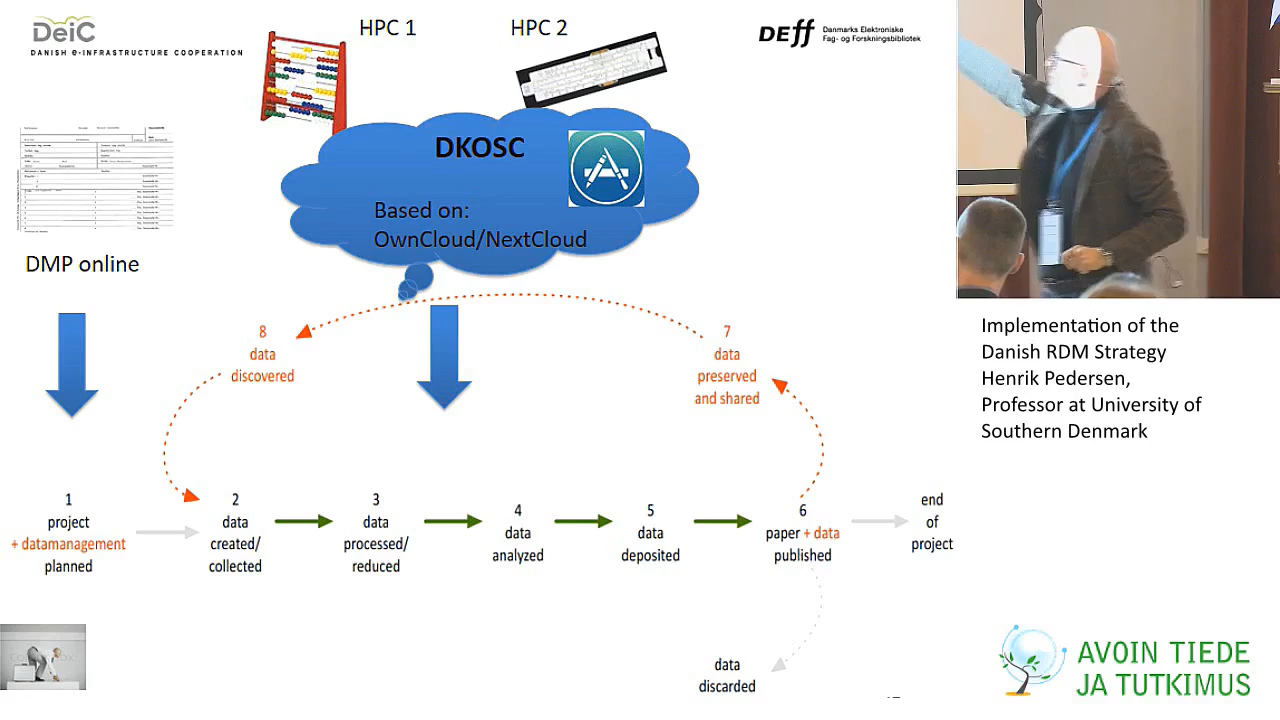 DeiC
DANISH e-INFRASTRUCTURE COOPERATION
HPC 1
HPC 2
DEff
Danmarks Elektroniske
Fag- og Forskningsbibliotek
DKOSC
Based on:
OwnCloud/NextCloud
DMP online
8
data
discovered
7
data
preserved
and shared
1
project
+ datamanagement
planned
2
data
created/
collected
3
data
processed/
reduced
4
data
analyzed
5
data
deposited
6
paper + data
published
end
of
project
data
discarded
Implementation of the
Danish RDM Strategy
Henrik Pedersen,
Professor at University of
Southern Denmark
AVOIN TIEDE
JA TUTKIMUS